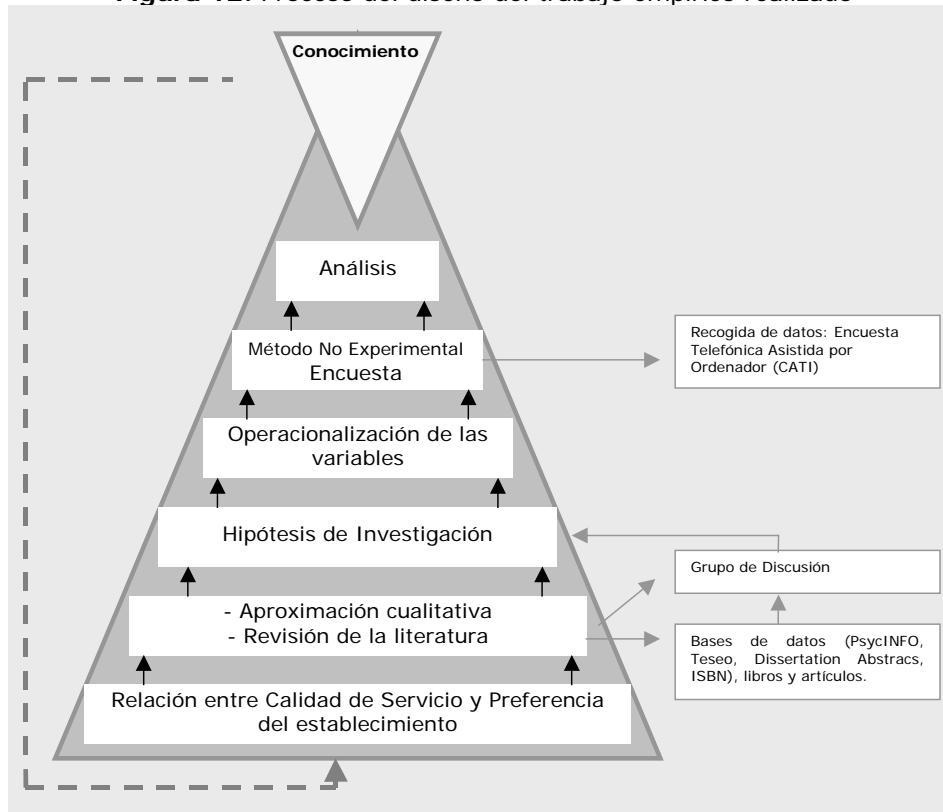 Figura 12. Proceso del diseño del trabajo empírico realizado
Conocimiento
Análisis
Método No Experimental
Encuesta
Recogida de datos: Encuesta
Telefónica Asistida por
Ordenador (CATI)
Operacionalización de las
variables
Hipótesis de Investigación
Grupo de Discusión
- Aproximación cualitativa
- Revisión de la literatura
Bases de datos (PsycINFO,
Teseo, Dissertation Abstracs,
ISBN), libros y artículos.
Relación entre Calidad de Servicio y Preferencia
del establecimiento